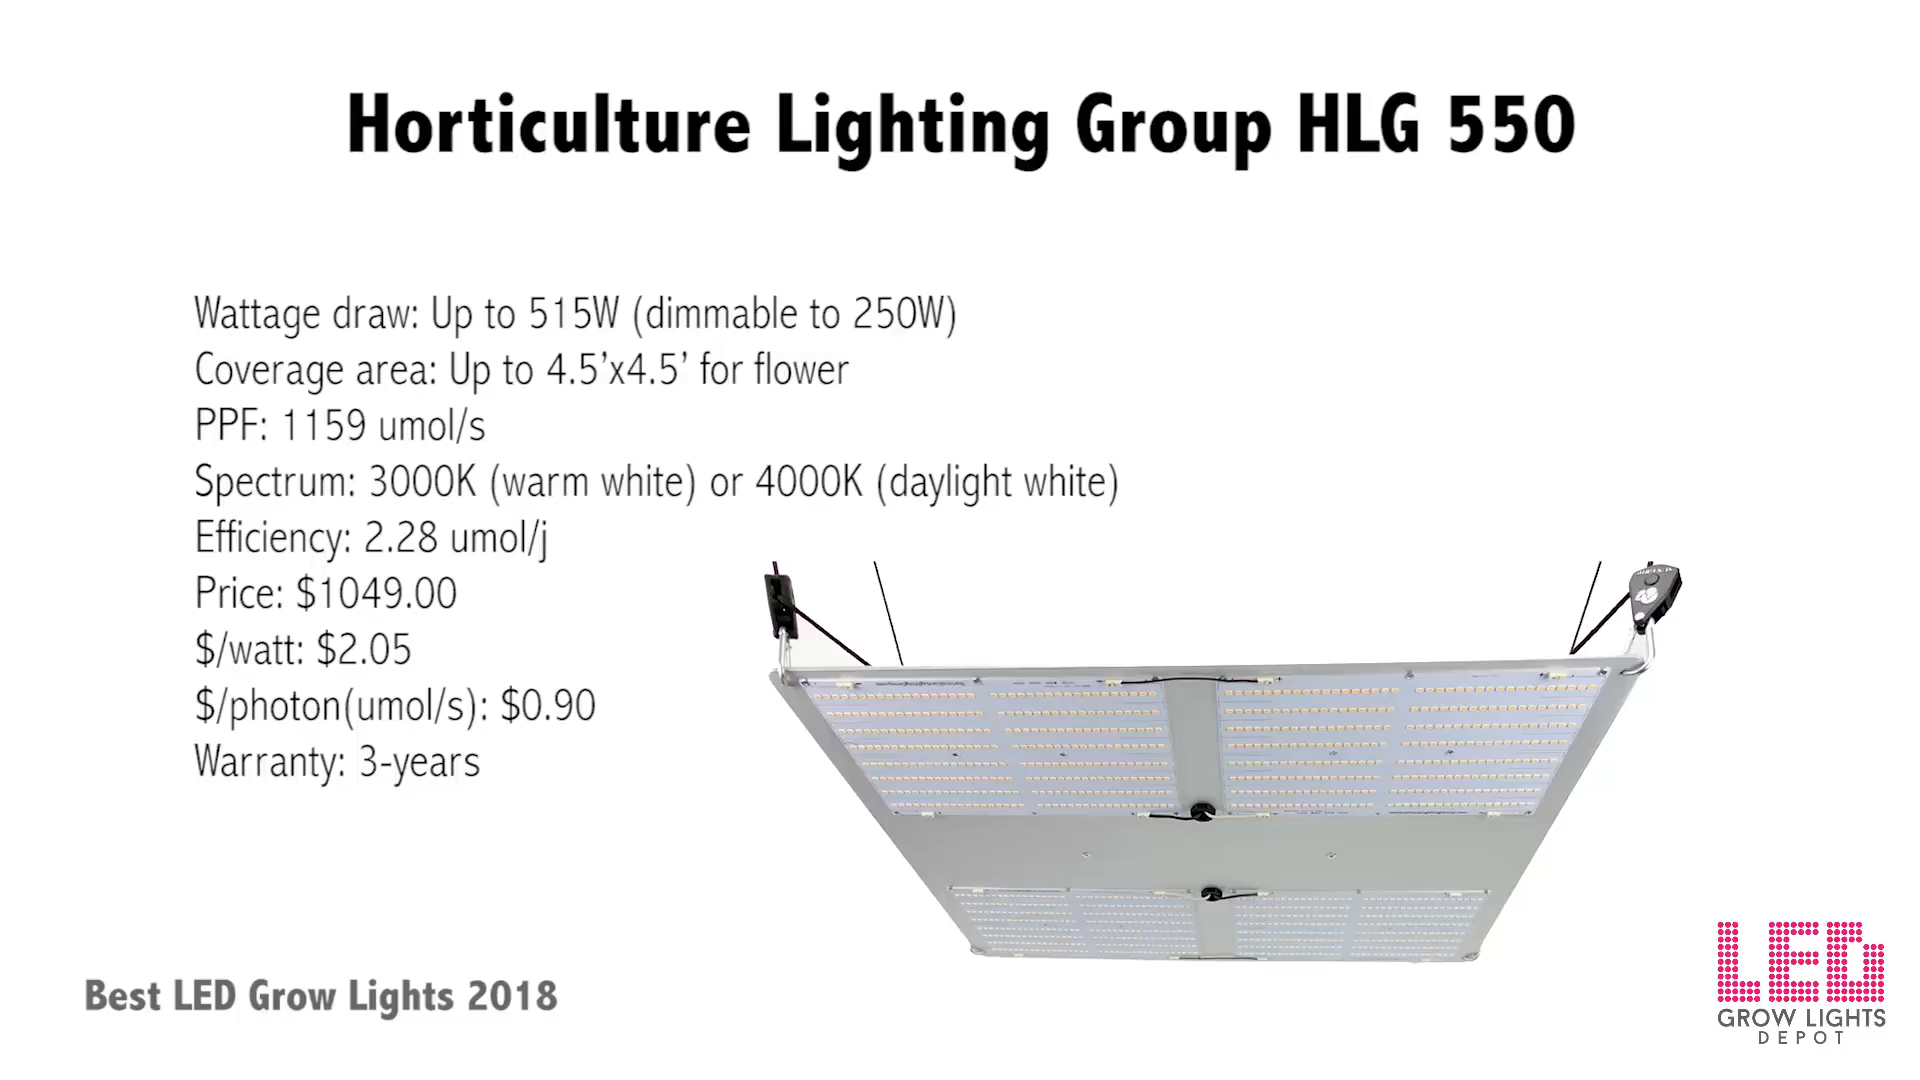 Horticulture Lighting Group HLG 550
Wattage draw: Up to 515W (dimmable to 250W)
Coverage area: Up to 4.5’x4.5’ for flower
PPF: 1159 umol/s
Spectrum: 3000K (warm white) or 4000K (daylight white)
Efficiency: 2.28 umol/j
Price: $1049.00
$/watt: $2.05
$/photon(umol/s): $0.90
Warranty: 3-years
Best LED Grow Lights 2018
LED
GROW LIGHTS
DEPOT